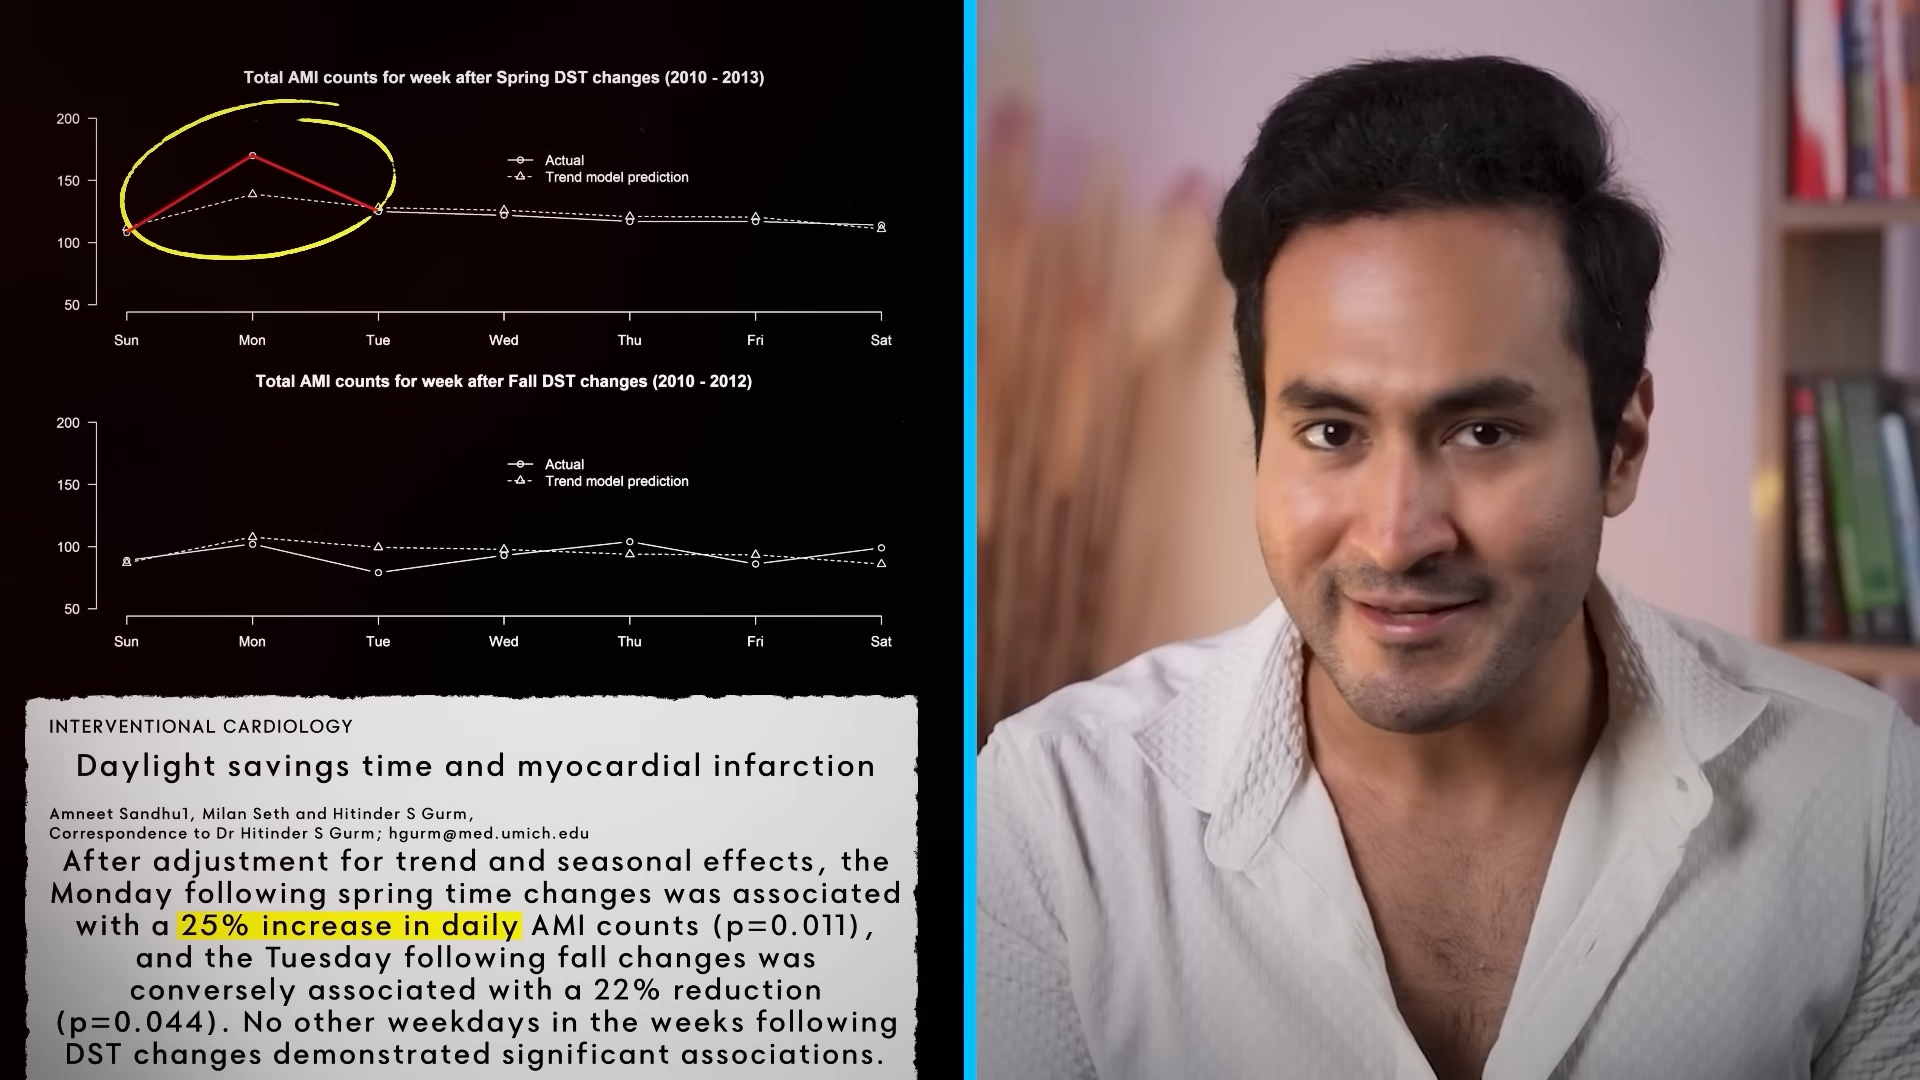 Total AMI counts for week after Spring DST changes (2010 - 2013)
200
150
100
50
Actual
Trend model prediction
Sun Mon Tue Wed Thu Fri Sat
Total AMI counts for week after Fall DST changes (2010 - 2012)
200
150
100
50
Actual
Trend model prediction
Sun Mon Tue Wed Thu Fri Sat
INTERVENTIONAL CARDIOLOGY
Daylight savings time and myocardial infarction
Amneet Sandhu1, Milan Seth and Hitinder S Gurm,
Correspondence to Dr Hitinder S Gurm; hgurm@med.umich.edu
After adjustment for trend and seasonal effects, the
Monday following spring time changes was associated
with a 25% increase in daily AMI counts (p=0.011),
and the Tuesday following fall changes was
conversely associated with a 22% reduction
(p=0.044). No other weekdays in the weeks following
DST changes demonstrated significant associations.